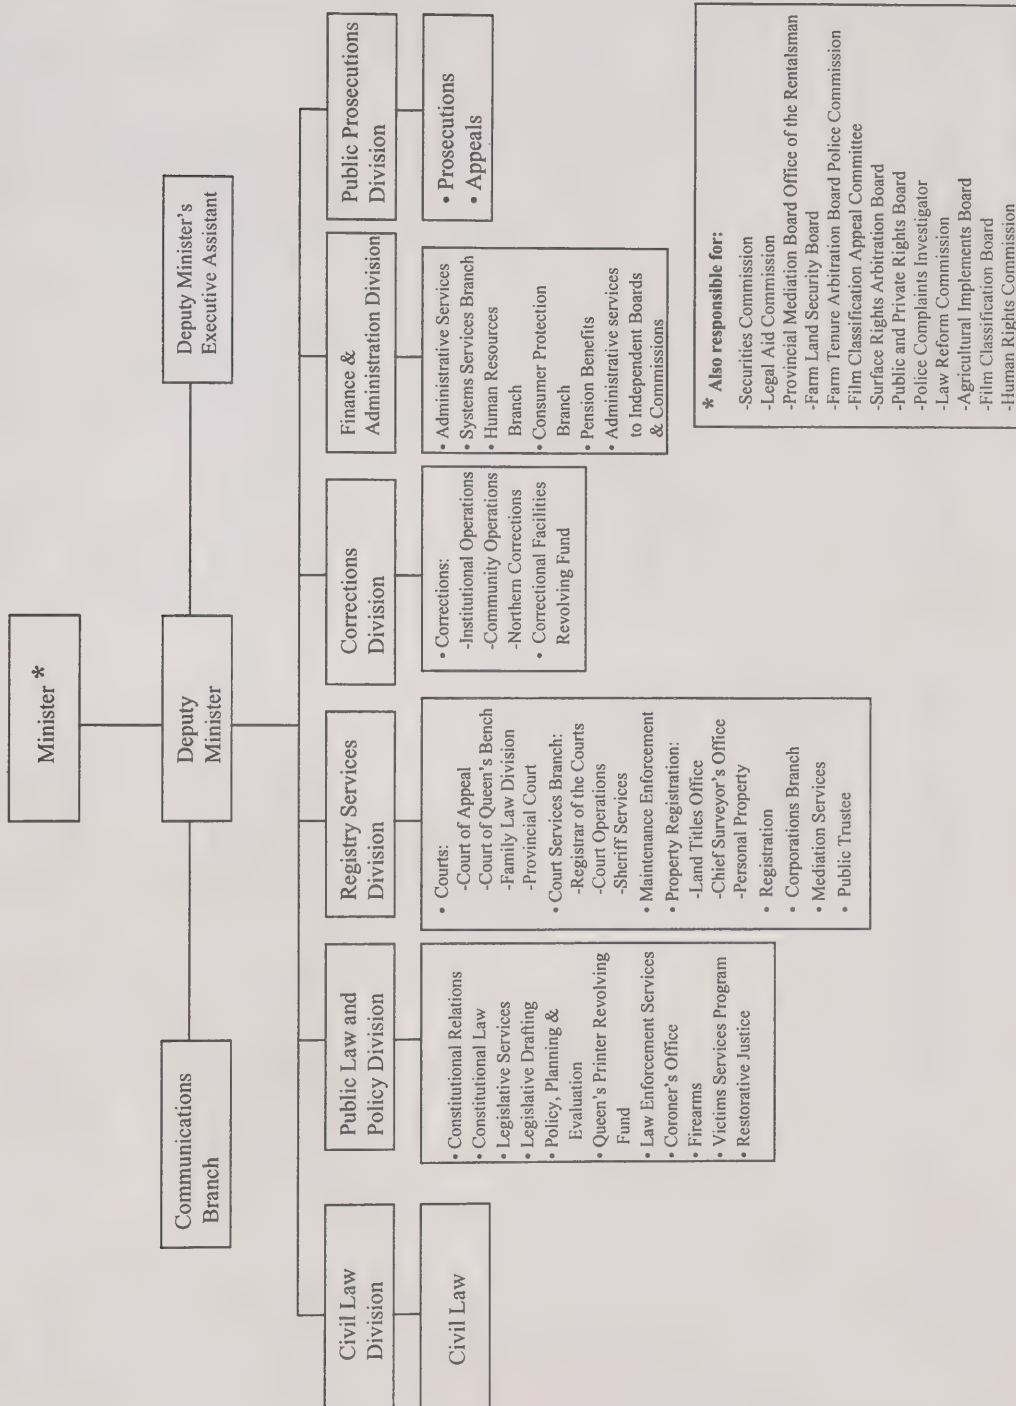 Minister *
Communications
Branch
Deputy
Minister
Deputy Minister's
Executive Assistant
Civil Law
Division
Public Law and
Policy Division
Registry Services
Division
Corrections
Division
Finance &
Administration Division
Public Prosecutions
Division
Civil Law
• Constitutional Relations
• Constitutional Law
• Legislative Services
• Legislative Drafting
• Policy, Planning &
Evaluation
• Queen's Printer Revolving
Fund
• Law Enforcement Services
• Coroner's Office
• Firearms
• Victims Services Program
• Restorative Justice
• Courts:
-Court of Appeal
-Court of Queen's Bench
-Family Law Division
-Provincial Court
• Court Services Branch:
-Registrar of the Courts
-Court Operations
-Sheriff Services
• Maintenance Enforcement
• Property Registration:
-Land Titles Office
-Chief Surveyor's Office
-Personal Property
• Registration
• Corporations Branch
• Mediation Services
• Public Trustee
• Corrections:
-Institutional Operations
-Community Operations
-Northern Corrections
• Correctional Facilities
Revolving Fund
• Administrative Services
• Systems Services Branch
• Human Resources
Branch
• Consumer Protection
Branch
• Pension Benefits
• Administrative services
to Independent Boards
& Commissions
• Prosecutions
• Appeals
* Also responsible for:
-Securities Commission
-Legal Aid Commission
-Provincial Mediation Board Office of the Rentalsman
-Farm Land Security Board
-Farm Tenure Arbitration Board Police Commission
-Film Classification Appeal Committee
-Surface Rights Arbitration Board
-Public and Private Rights Board
-Police Complaints Investigator
-Law Reform Commission
-Agricultural Implements Board
-Film Classification Board
-Human Rights Commission